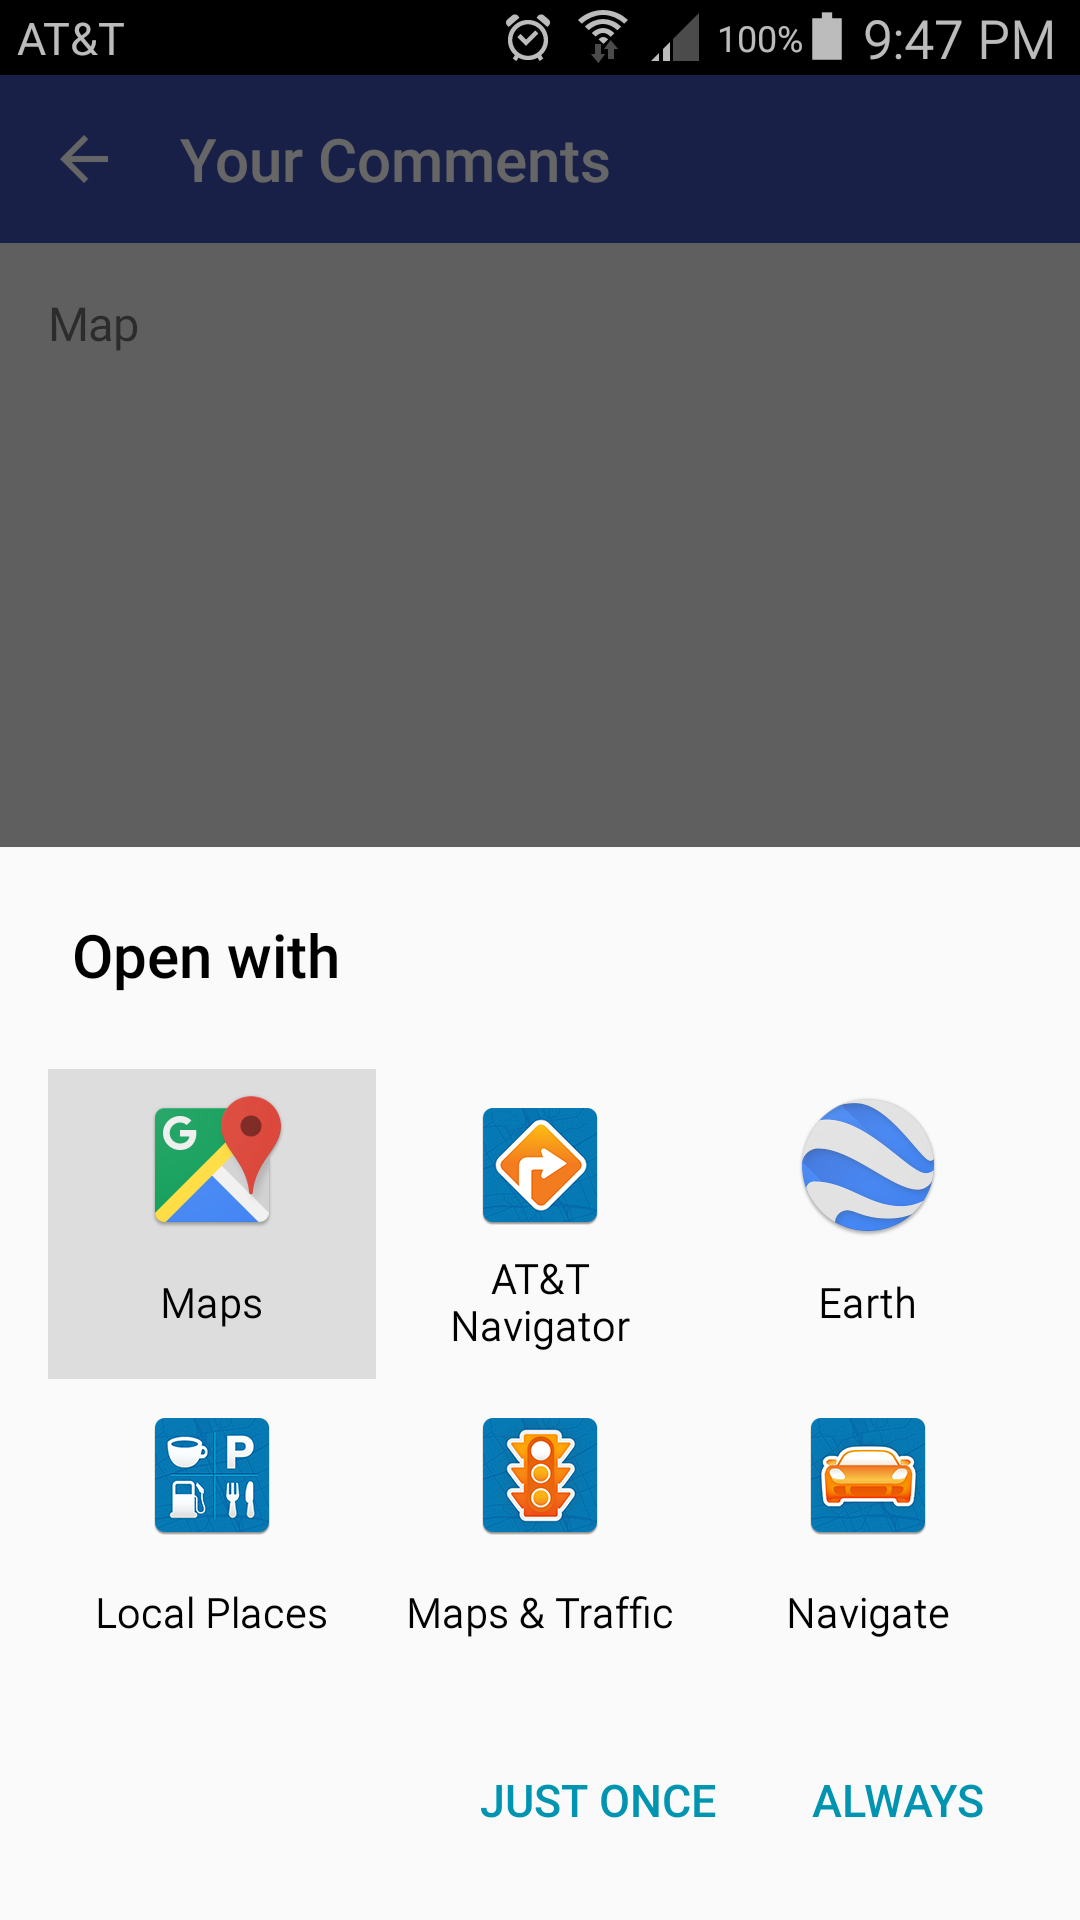 AT&T 100% 9:47 PM
Your Comments
Map
Open with
G
Maps
AT&T
Navigator
Earth
P
Local Places
Maps & Traffic
Navigate
JUST ONCE ALWAYS